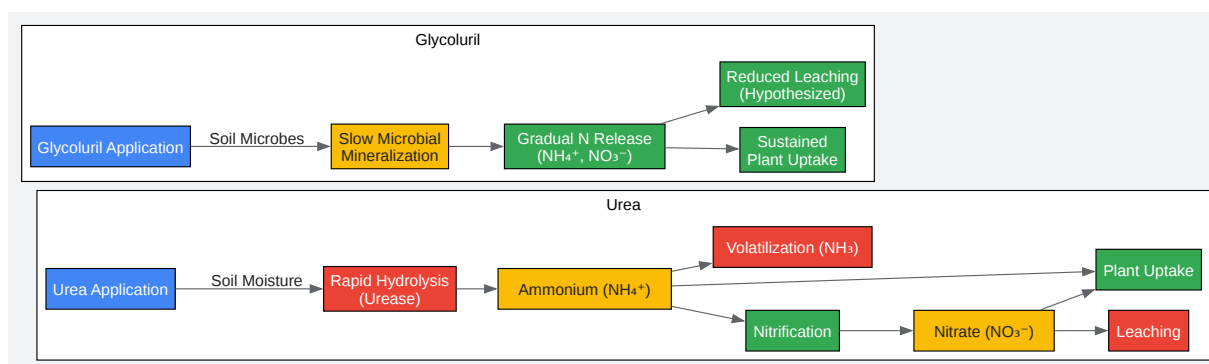 Glycoluril
Reduced Leaching
(Hypothesized)
Glycoluril Application
Soil Microbes
Slow Microbial
Mineralization
Gradual N Release
(NH₄⁺, NO₃⁻)
Sustained
Plant Uptake
Urea
Volatilization (NH₃)
Urea Application
Soil Moisture
Rapid Hydrolysis
(Urease)
Ammonium (NH₄⁺)
Plant Uptake
Nitrification
Nitrate (NO₃⁻)
Leaching